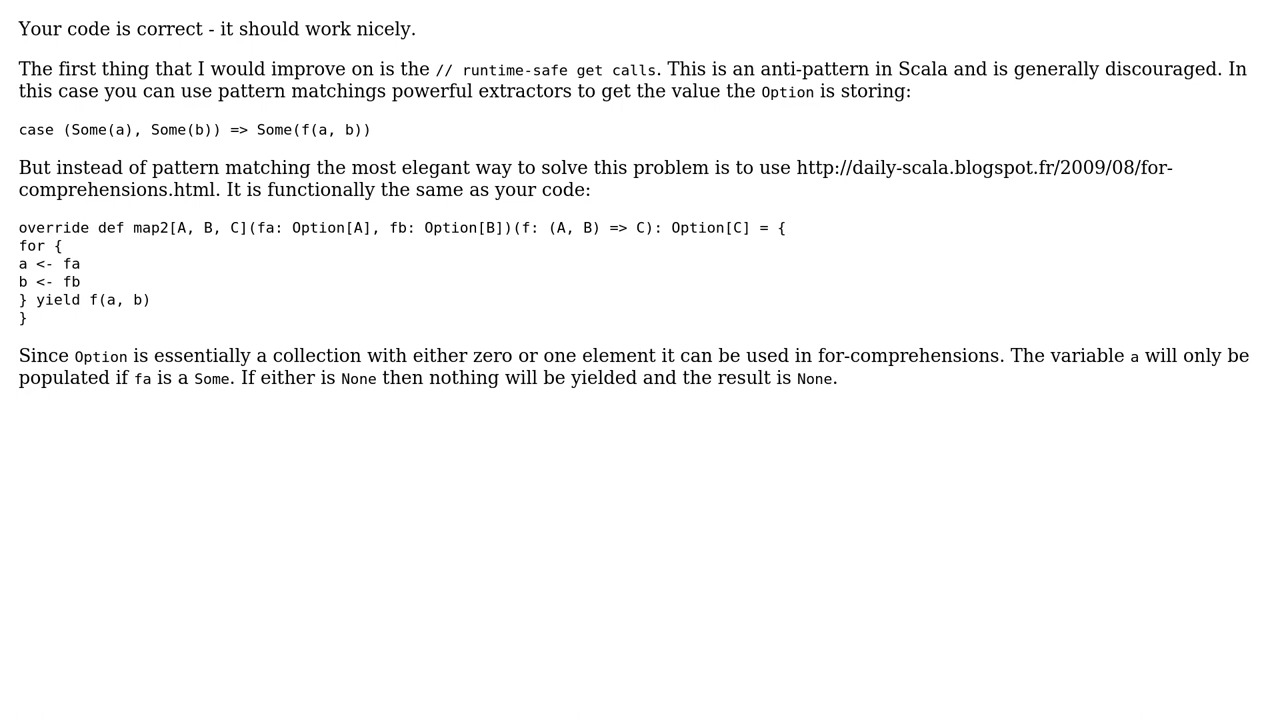 Your code is correct - it should work nicely.
The first thing that I would improve on is the // runtime-safe get calls. This is an anti-pattern in Scala and is generally discouraged. In
this case you can use pattern matchings powerful extractors to get the value the Option is storing:
case (Some(a), Some(b)) => Some(f(a, b))
But instead of pattern matching the most elegant way to solve this problem is to use http://daily-scala.blogspot.fr/2009/08/for-
comprehensions.html. It is functionally the same as your code:
override def map2[A, B, C](fa: Option[A], fb: Option[B])(f: (A, B) => C): Option[C] = {
for {
a <- fa
b <- fb
} yield f(a, b)
}
Since Option is essentially a collection with either zero or one element it can be used in for-comprehensions. The variable a will only be
populated if fa is a Some. If either is None then nothing will be yielded and the result is None.